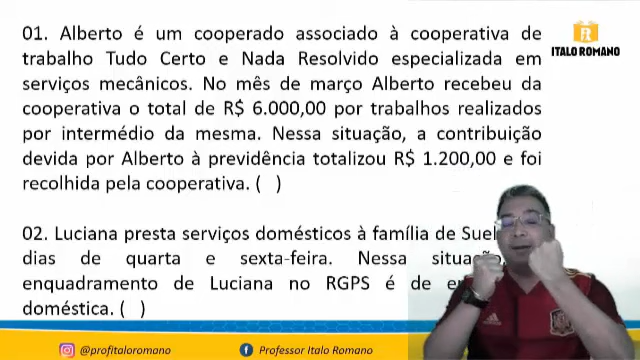 01. Alberto é um cooperado associado à cooperativa de
trabalho Tudo Certo e Nada Resolvido especializada em
serviços mecânicos. No mês de março Alberto recebeu da
cooperativa o total de R$ 6.000,00 por trabalhos realizados
por intermédio da mesma. Nessa situação, a contribuição
devida por Alberto à previdência totalizou R$ 1.200,00 e foi
recolhida pela cooperativa. ( )
ITALO ROMANO
02. Luciana presta serviços domésticos à família de
dias de quarta e sexta-feira. Nessa
enquadramento de Luciana no RGPS é de
doméstica. ( )
@profitaloromano
Professor Italo Romano